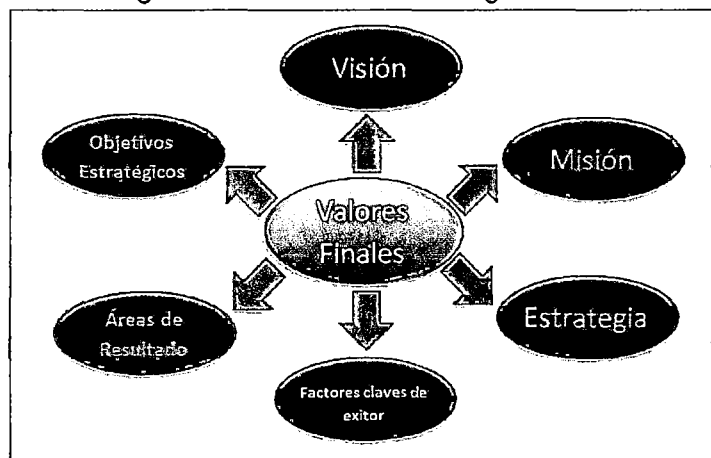 Visión
Objetivos
Estratégicos
Misión
Valores
Finales
Áreas de
Resultado
Estrategia
Factores claves de
exitor